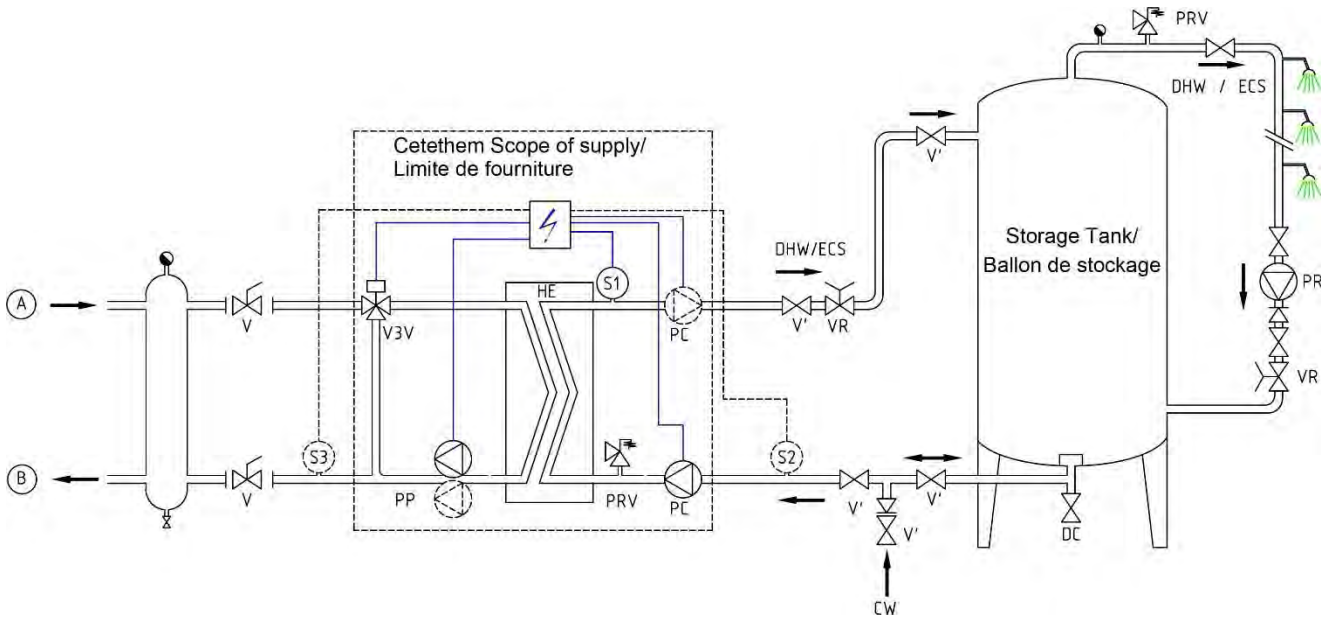 PRV
DHW / ECS
Cetethem Scope of supply/
Limite de fourniture
V'
Storage Tank/
Ballon de stockage
DHW/ECS
S1
HE
A
V
V3V
PC
V'
VR
PR
VR
S3
S2
B
V
PP
PRV
PC
V'
V'
V'
DC
CW